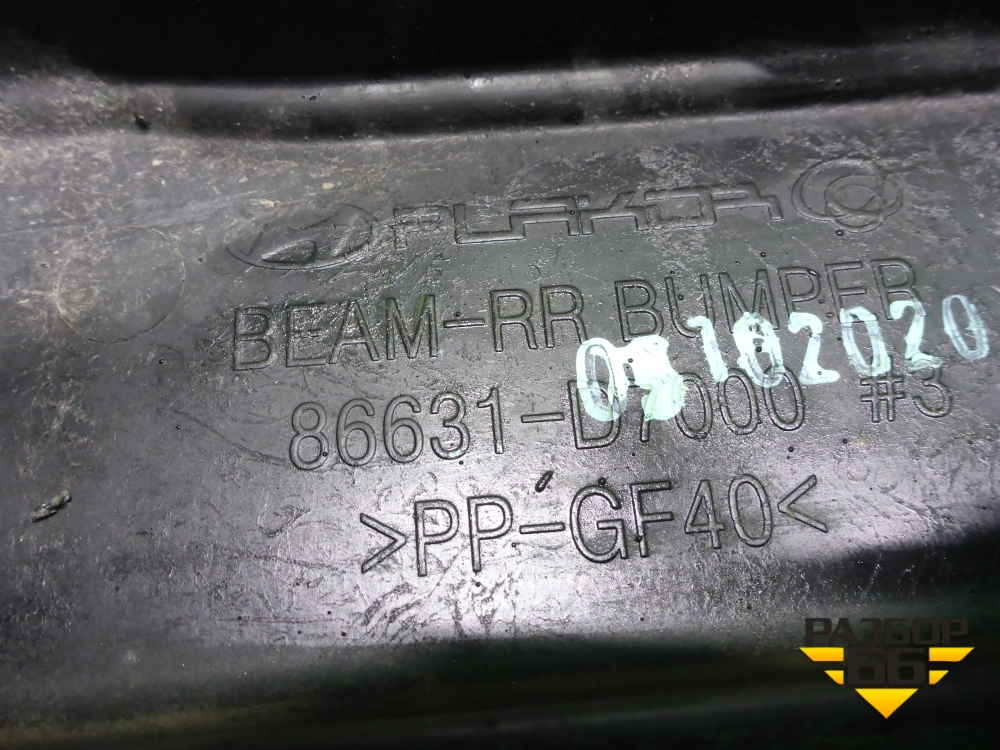 PLAKOR
BEAM-RR BUMPER
86631-D7000 #3
>PP-GF40<
РАЗБОР
66